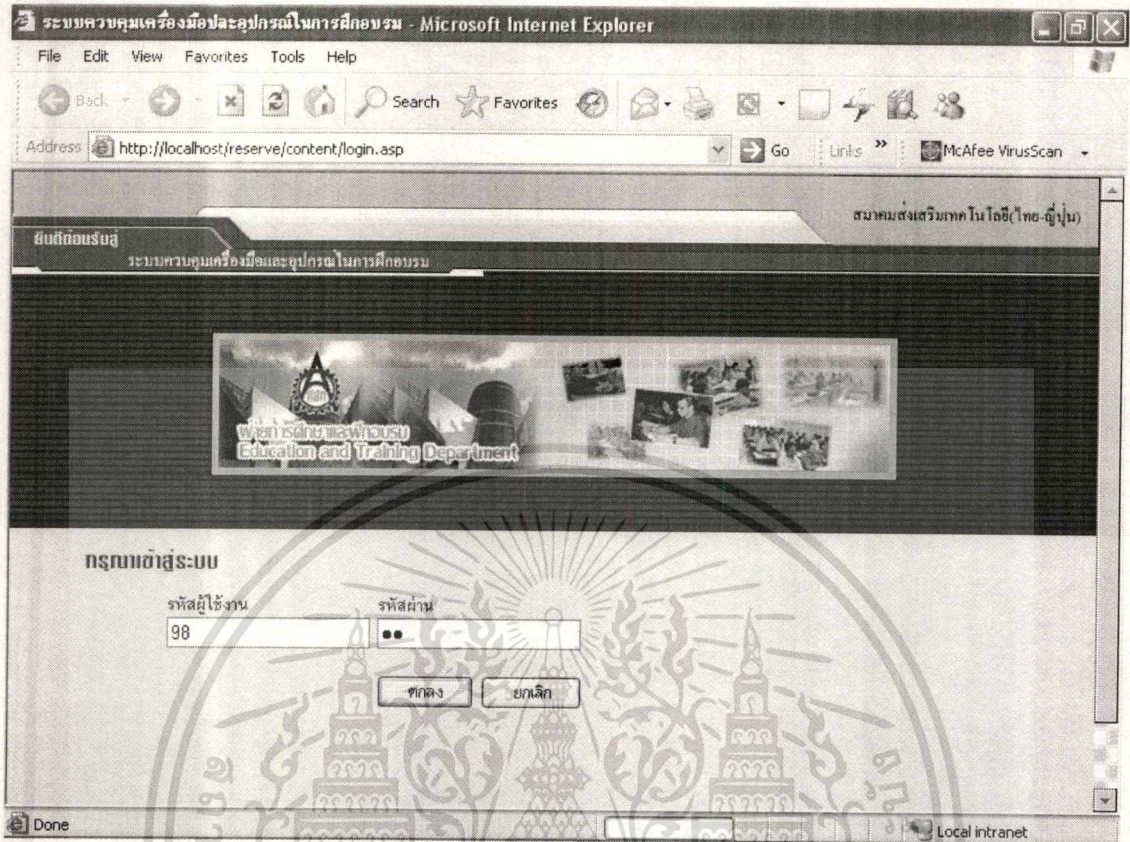 ระบบควบคุมเครื่องมือปละอุปกรณ์ในการฝึกอบรม - Microsoft Internet Explorer
File Edit View Favorites Tools Help
Back Search Favorites
Address http://localhost/reserve/content/login.asp Go Links » McAfee VirusScan
สมาคมส่งเสริมเทคโนโลยี(ไทย-ญี่ปุ่น)
ยินดีต้อนรับสู่
ระบบควบคุมเครื่องมือและอุปกรณ์ในการฝึกอบรม
ฝ่ายการศึกษาและฝึกอบรม
Education and Training Department
กรุณาเข้าสู่ระบบ
รหัสผู้ใช้งาน รหัสผ่าน
98 ●●
ตกลง ยกเลิก
Done Local intranet